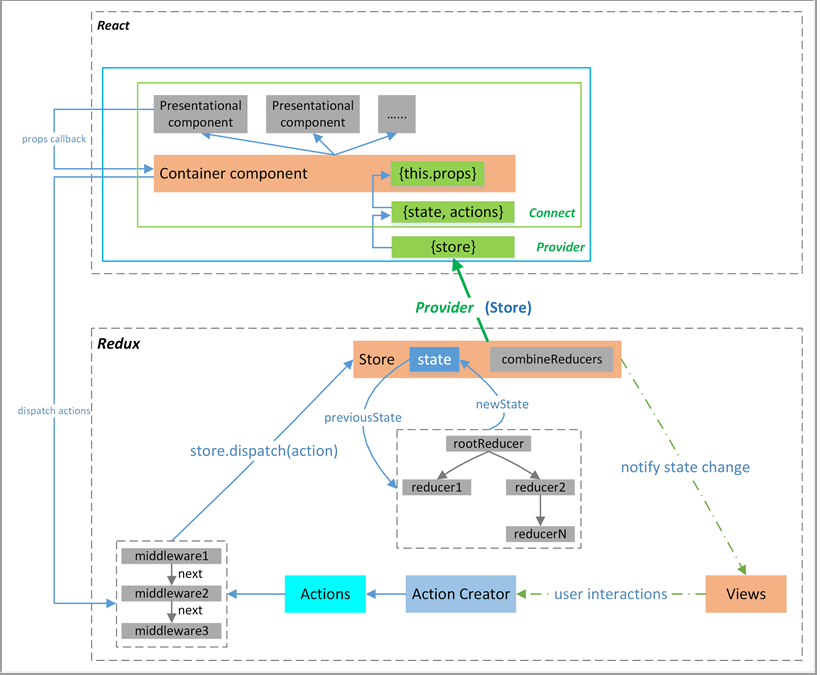 React
Presentational
component
Presentational
component
......
props callback
Container component
{this.props}
{state, actions}
Connect
{store}
Provider
Provider (Store)
Redux
Store
state
combineReducers
dispatch actions
previousState
newState
store.dispatch(action)
rootReducer
notify state change
reducer1
reducer2
reducerN
middleware1
next
middleware2
next
middleware3
Actions
Action Creator
user interactions
Views